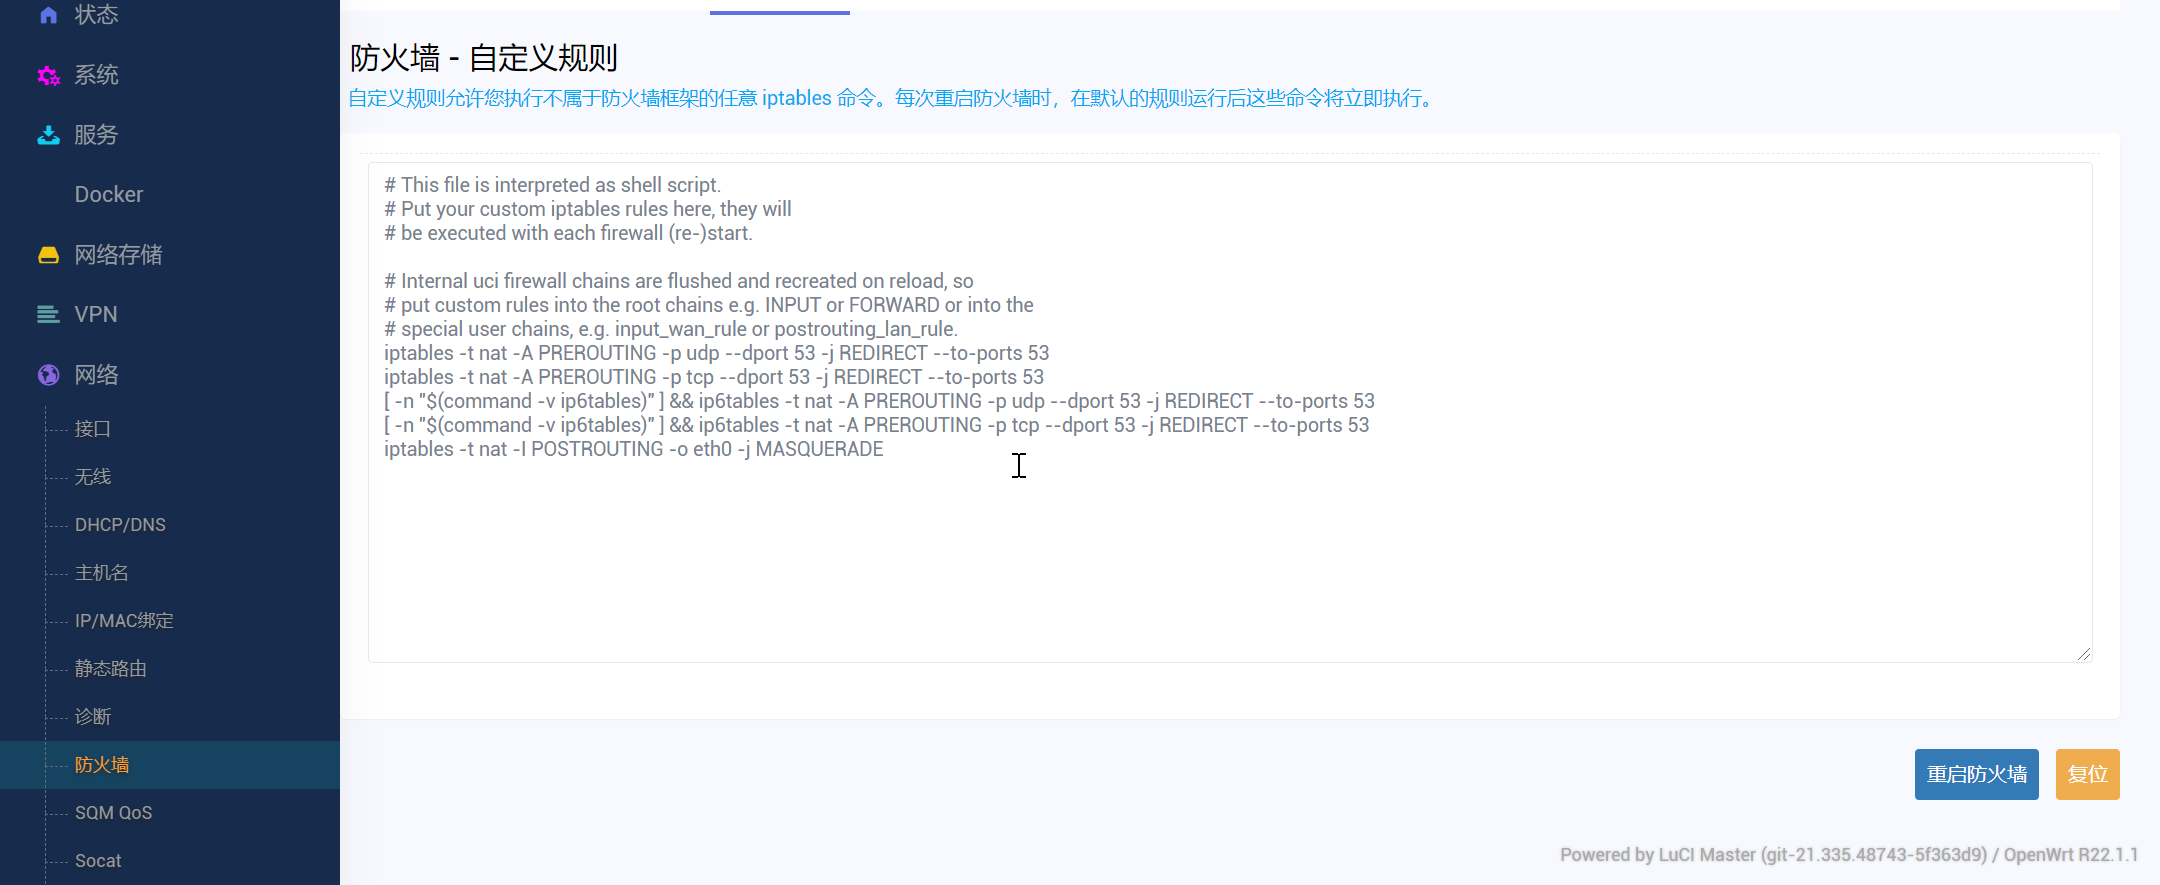 状态
系统
服务
Docker
网络存储
VPN
网络
接口
无线
DHCP/DNS
主机名
IP/MAC绑定
静态路由
诊断
防火墙
SQM QoS
Socat
防火墙 - 自定义规则
自定义规则允许您执行不属于防火墙框架的任意 iptables 命令。每次重启防火墙时，在默认的规则运行后这些命令将立即执行。
# This file is interpreted as shell script.
# Put your custom iptables rules here, they will
# be executed with each firewall (re-)start.
# Internal uci firewall chains are flushed and recreated on reload, so
# put custom rules into the root chains e.g. INPUT or FORWARD or into the
# special user chains, e.g. input_wan_rule or postrouting_lan_rule.
iptables -t nat -A PREROUTING -p udp --dport 53 -j REDIRECT --to-ports 53
iptables -t nat -A PREROUTING -p tcp --dport 53 -j REDIRECT --to-ports 53
[ -n "$(command -v ip6tables)" ] && ip6tables -t nat -A PREROUTING -p udp --dport 53 -j REDIRECT --to-ports 53
[ -n "$(command -v ip6tables)" ] && ip6tables -t nat -A PREROUTING -p tcp --dport 53 -j REDIRECT --to-ports 53
iptables -t nat -I POSTROUTING -o eth0 -j MASQUERADE
重启防火墙
复位
Powered by LuCI Master (git-21.335.48743-5f363d9) / OpenWrt R22.1.1